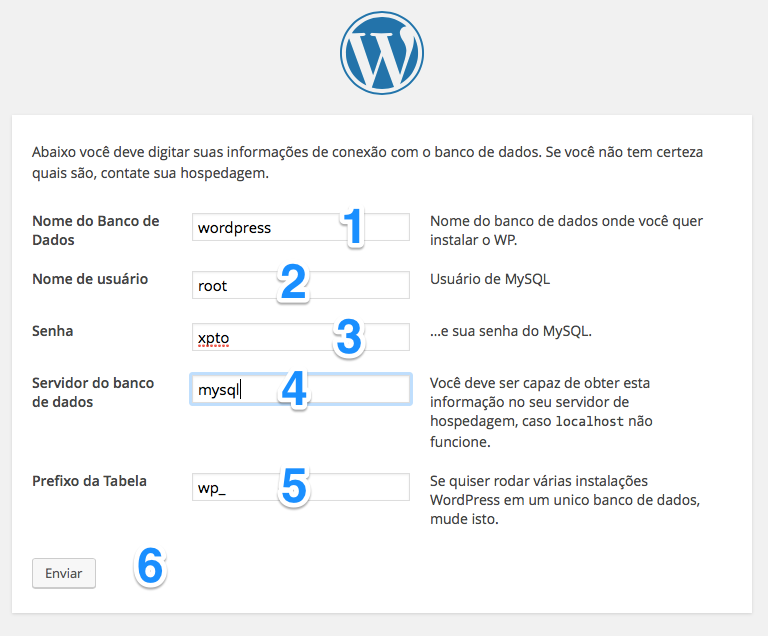 Abaixo você deve digitar suas informações de conexão com o banco de dados. Se você não tem certeza
quais são, contate sua hospedagem.
Nome do Banco de
Dados
wordpress
1
Nome do banco de dados onde você quer
instalar o WP.
Nome de usuário
root
2
Usuário de MySQL
Senha
xpto
3
...e sua senha do MySQL.
Servidor do banco
de dados
mysql
4
Você deve ser capaz de obter esta
informação no seu servidor de
hospedagem, caso localhost não
funcione.
Prefixo da Tabela
wp_
5
Se quiser rodar várias instalações
WordPress em um unico banco de dados,
mude isto.
Enviar
6